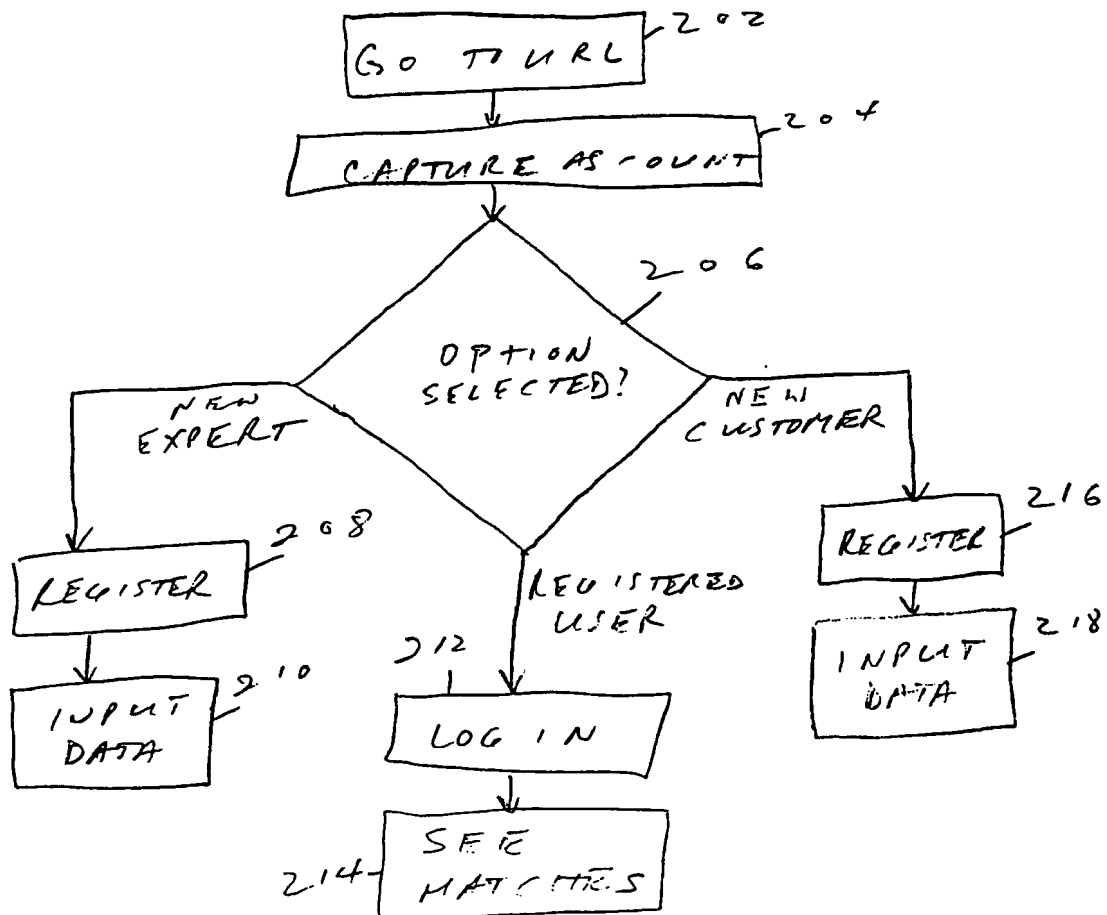 GO TO URL
202
CAPTURE ACCOUNT
204
206
OPTION
SELECTED?
NEW
EXPERT
NEW
CUSTOMER
208
REGISTER
210
INPUT
DATA
REGISTERED
USER
212
LOG IN
214
SEE
MATCHES
216
REGISTER
218
INPUT
DATA